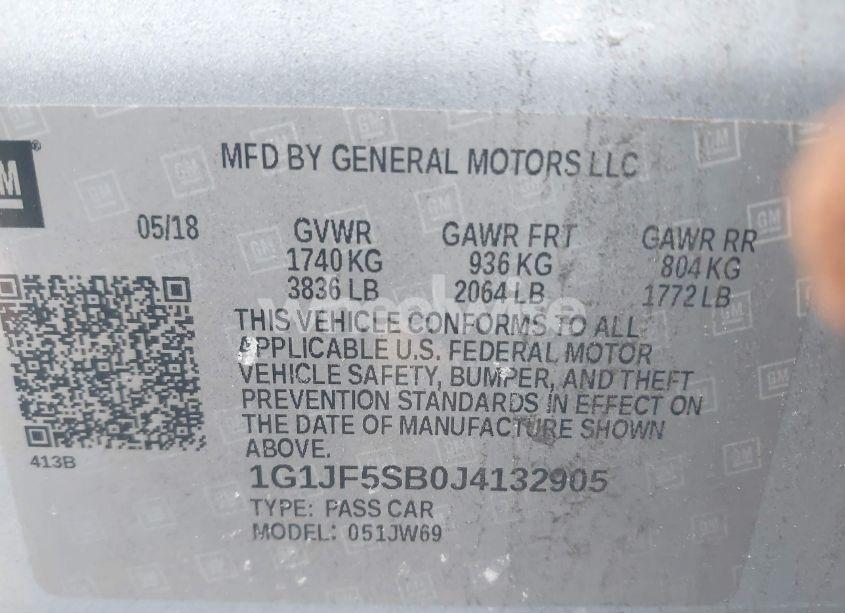 MFD BY GENERAL MOTORS LLC
05/18 GVWR GAWR FRT GAWR RR
1740 KG 936 KG 804 KG
3836 LB 2064 LB 1772 LB
THIS VEHICLE CONFORMS TO ALL
APPLICABLE U.S. FEDERAL MOTOR
VEHICLE SAFETY, BUMPER, AND THEFT
PREVENTION STANDARDS IN EFFECT ON
THE DATE OF MANUFACTURE SHOWN
ABOVE.
413B
1G1JF5SB0J4132905
TYPE: PASS CAR
MODEL: 051JW69